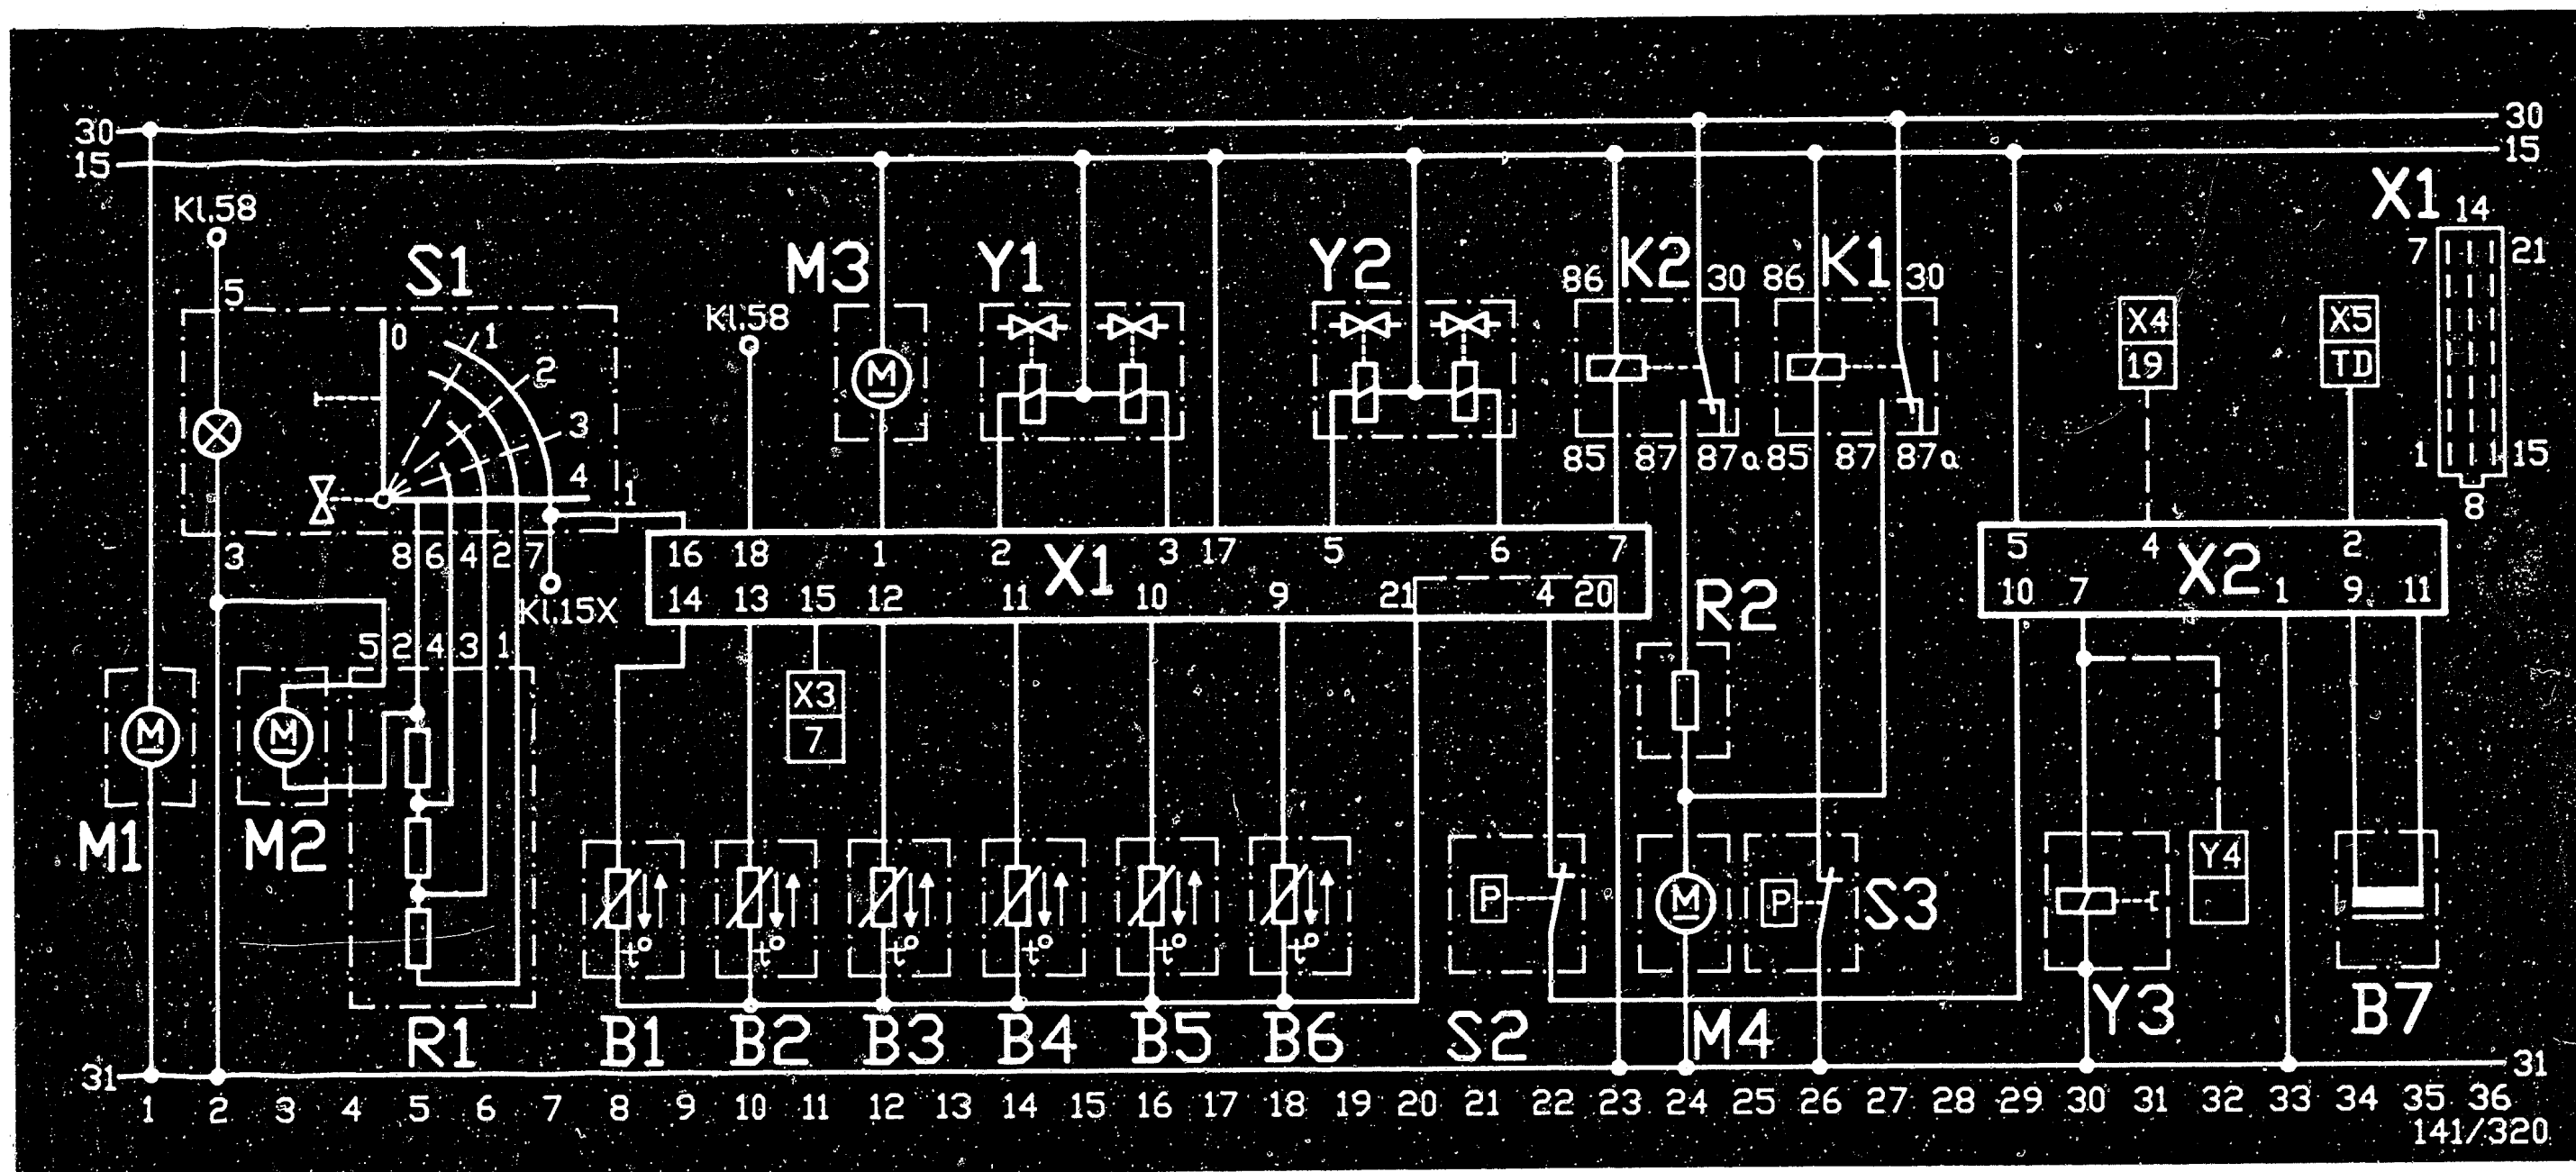 30 30
15 15
X1 14
Kl.58
7 21
S1 M3 Y1 Y2 86 K2 30 86 K1 30
5
Kl.58
X4 X5
0 1
19 TD
2
3
85 87 87a 85 87 87a
1 15
4 1
8
3 8 6 4 2 7 16 18 1 2 X1 3 17 5 6 7 5 4 X2 2
Kl.15X 14 13 15 12 11 10 9 21 4 20 R2 10 7 1 9 11
5 2 4 3 1
X3
7
M M
M1 M2
P M P S3 Y4
t° t° t° t° t° t°
R1 B1 B2 B3 B4 B5 B6 S2 M4 Y3 B7
31 31
1 2 3 4 5 6 7 8 9 10 11 12 13 14 15 16 17 18 19 20 21 22 23 24 25 26 27 28 29 30 31 32 33 34 35 36
141/320